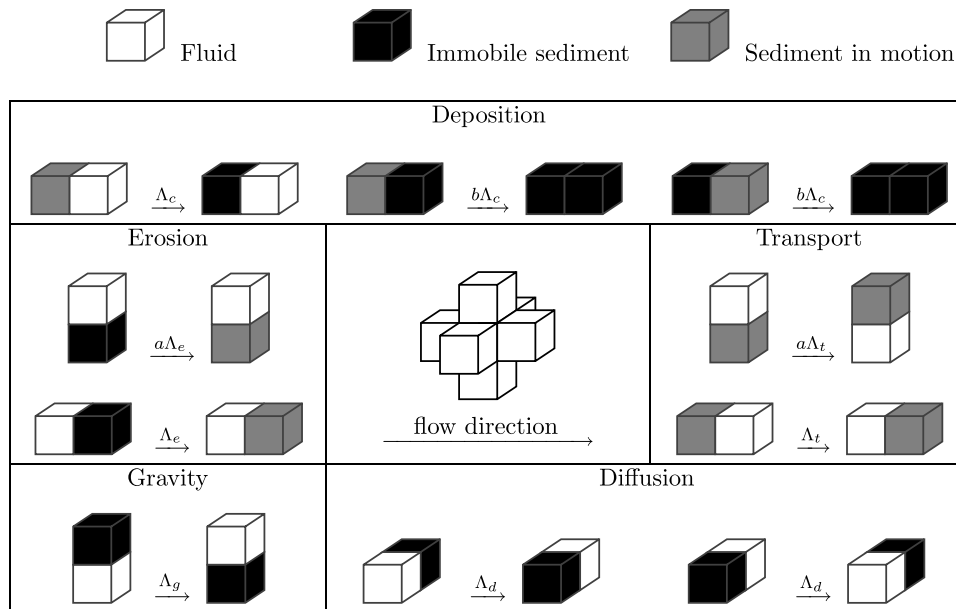 Fluid Immobile sediment Sediment in motion
Deposition
Λc bΛc bΛc
Erosion Transport
aΛe aΛt
flow direction
Λe Λt
Gravity Diffusion
Λg Λd Λd